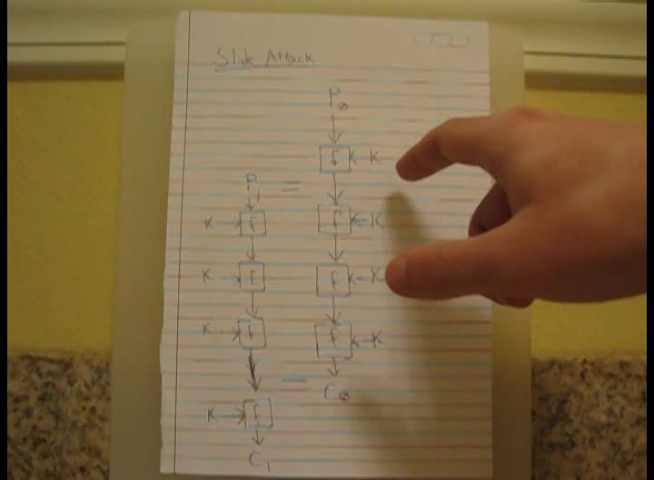 Slide Attack
P₀
f K
P₁ =
K f
f K
K f
f K
K f
f K
=
C₀
K f
C₁